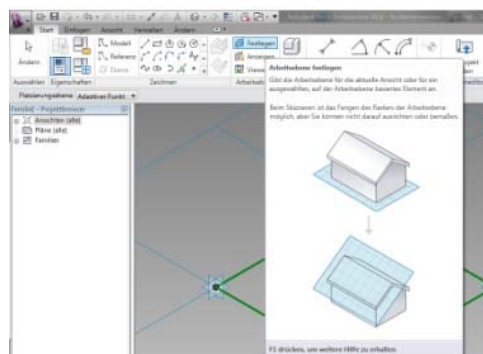 Start Einfügen Ansicht Verwalten Ändern
Modell
Referenz
Ebene
Festlegen
Anzeigen
Viewer
Ändern
Auswählen Eigenschaften Zeichnen
Platzierungsebene: Adaptiver Punkt:
Projektbrowser
Ansichten (alle)
Pläne (alle)
Familien
Arbeitsebene festlegen
Gibt die Arbeitsebene für die aktuelle Ansicht oder für ein
ausgewähltes, auf der Arbeitsebene basiertes Element an.
Beim Skizzieren ist das Fangen des Rasters der Arbeitsebene
möglich, aber Sie können nicht darauf ausrichten oder bemaßen.
F1 drücken, um weitere Hilfe zu erhalten